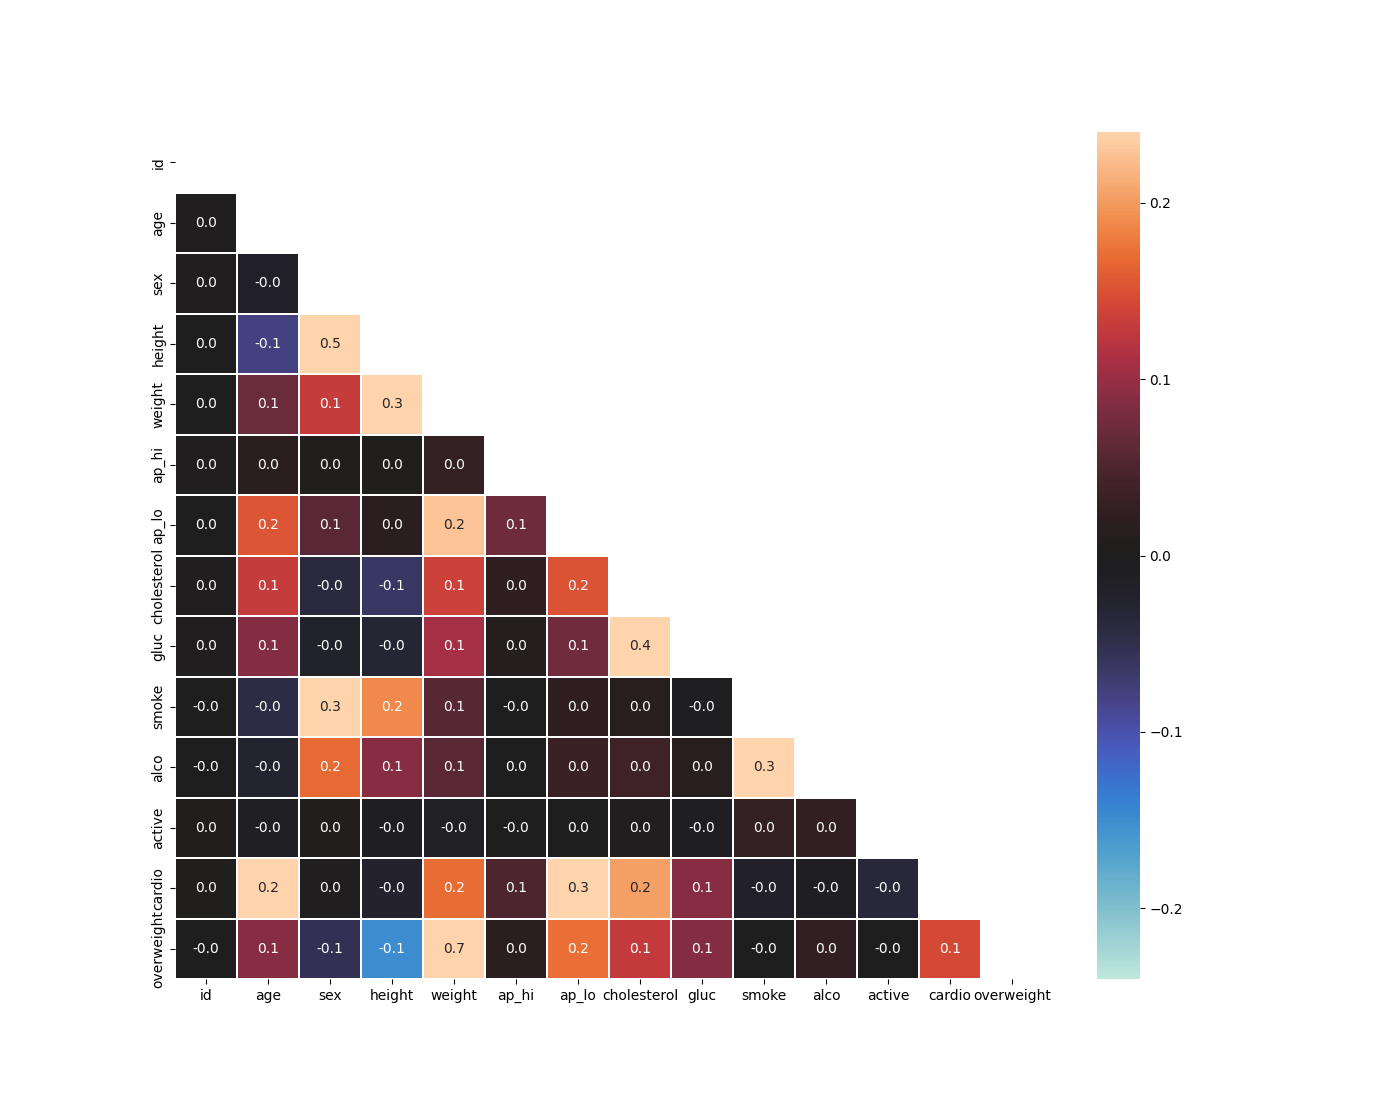 id
age 0.0
sex 0.0 -0.0
height 0.0 -0.1 0.5
weight 0.0 0.1 0.1 0.3
ap_hi 0.0 0.0 0.0 0.0 0.0
ap_lo 0.0 0.2 0.1 0.0 0.2 0.1
cholesterol 0.0 0.1 -0.0 -0.1 0.1 0.0 0.2
gluc 0.0 0.1 -0.0 -0.0 0.1 0.0 0.1 0.4
smoke -0.0 -0.0 0.3 0.2 0.1 -0.0 0.0 0.0 -0.0
alco -0.0 -0.0 0.2 0.1 0.1 0.0 0.0 0.0 0.0 0.3
active 0.0 -0.0 0.0 -0.0 -0.0 -0.0 0.0 0.0 -0.0 0.0 0.0
cardio 0.0 0.2 0.0 -0.0 0.2 0.1 0.3 0.2 0.1 -0.0 -0.0 -0.0
overweight -0.0 0.1 -0.1 -0.1 0.7 0.0 0.2 0.1 0.1 -0.0 0.0 -0.0 0.1
id age sex height weight ap_hi ap_lo cholesterol gluc smoke alco active cardio overweight
0.2
0.1
0.0
−0.1
−0.2